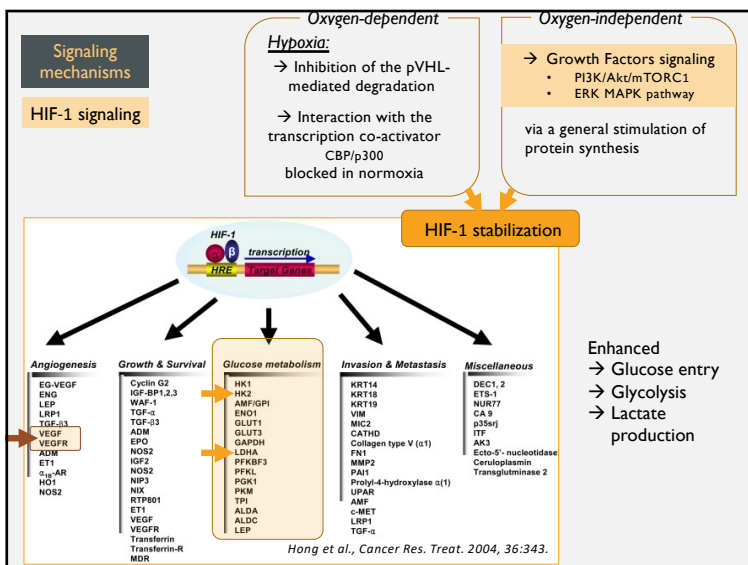 Signaling
mechanisms
HIF-1 signaling
Oxygen-dependent
Hypoxia:
→ Inhibition of the pVHL-
mediated degradation
→ Interaction with the
transcription co-activator
CBP/p300
blocked in normoxia
Oxygen-independent
→ Growth Factors signaling
• PI3K/Akt/mTORC1
• ERK MAPK pathway
via a general stimulation of
protein synthesis
HIF-1 stabilization
HIF-1
α β transcription
HRE Target Genes
Angiogenesis
EG-VEGF
ENG
LEP
LRP1
TGF-β3
VEGF
VEGFR
ADM
ET1
α1B-AR
HO1
NOS2
Growth & Survival
Cyclin G2
IGF-BP1,2,3
WAF-1
TGF-α
TGF-β3
ADM
EPO
NOS2
IGF2
NOS2
NIP3
NIX
RTP801
ET1
VEGF
VEGFR
Transferrin
Transferrin-R
MDR
Glucose metabolism
HK1
HK2
AMF/GPI
ENO1
GLUT1
GLUT3
GAPDH
LDHA
PFKBF3
PFKL
PGK1
PKM
TPI
ALDA
ALDC
LEP
Invasion & Metastasis
KRT14
KRT18
KRT19
VIM
MIC2
CATHD
Collagen type V (α1)
FN1
MMP2
PAI1
Prolyl-4-hydroxylase α(1)
UPAR
AMF
c-MET
LRP1
TGF-α
Miscellaneous
DEC1, 2
ETS-1
NUR77
CA 9
p35srj
ITF
AK3
Ecto-5'- nucleotidase
Ceruloplasmin
Transglutminase 2
Enhanced
→ Glucose entry
→ Glycolysis
→ Lactate
production
Hong et al., Cancer Res. Treat. 2004, 36:343.